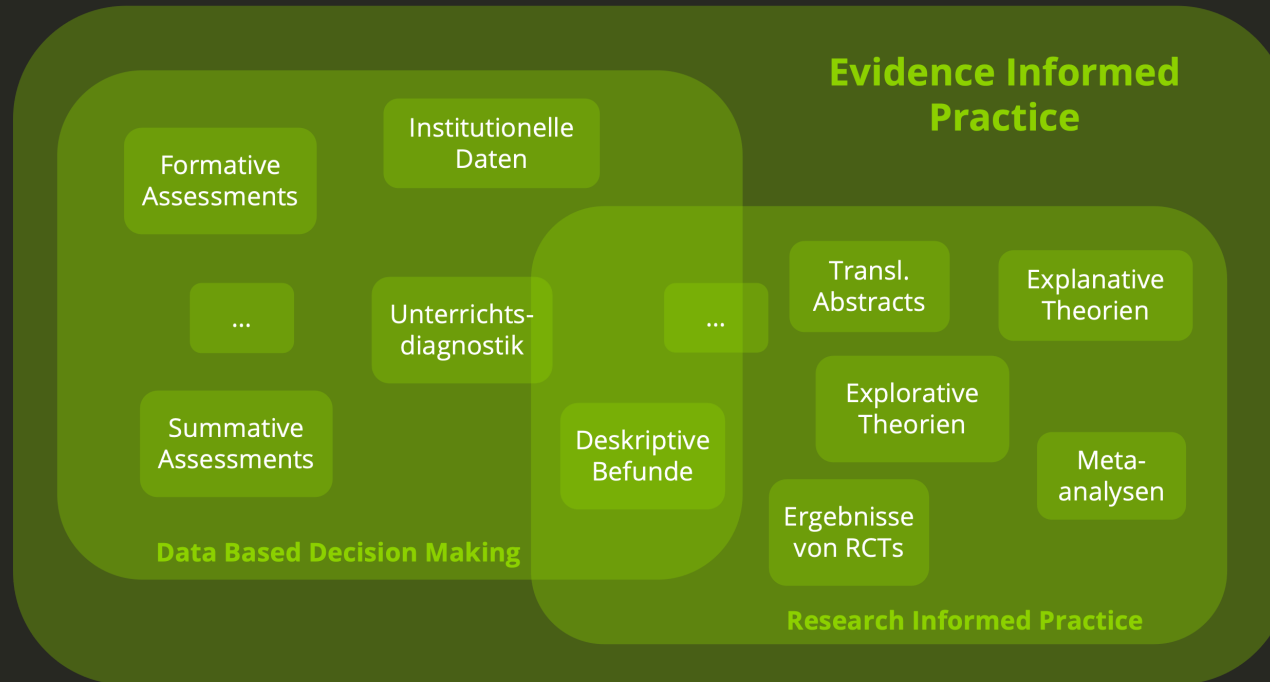 Evidence Informed
Practice
Institutionelle
Daten
Formative
Assessments
...
Unterrichts-
diagnostik
Summative
Assessments
Data Based Decision Making
...
Deskriptive
Befunde
Transl.
Abstracts
Explanative
Theorien
Explorative
Theorien
Meta-
analysen
Ergebnisse
von RCTs
Research Informed Practice